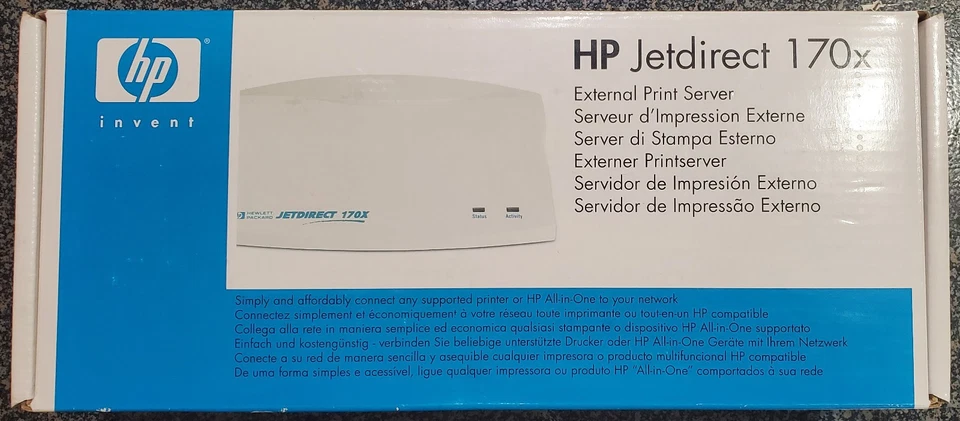 hp
®
invent
HP Jetdirect 170x
External Print Server
Serveur d'Impression Externe
Server di Stampa Esterno
Externer Printserver
Servidor de Impresión Externo
Servidor de Impressão Externo
hp HEWLETT
PACKARD
JETDIRECT 170X
Status
Activity
Simply and affordably connect any supported printer or HP All-in-One to your network
Connectez simplement et économiquement à votre réseau toute imprimante ou tout-en-un HP compatible
Collega alla rete in maniera semplice ed economica qualsiasi stampante o dispositivo HP All-in-One supportato
Einfach und kostengünstig - verbinden Sie beliebige unterstützte Drucker oder HP All-in-One Geräte mit Ihrem Netzwerk
Conecte a su red de manera sencilla y asequible cualquier impresora o producto multifuncional HP compatible
De uma forma simples e acessível, ligue qualquer impressora ou produto HP "All-in-One" comportados à sua rede